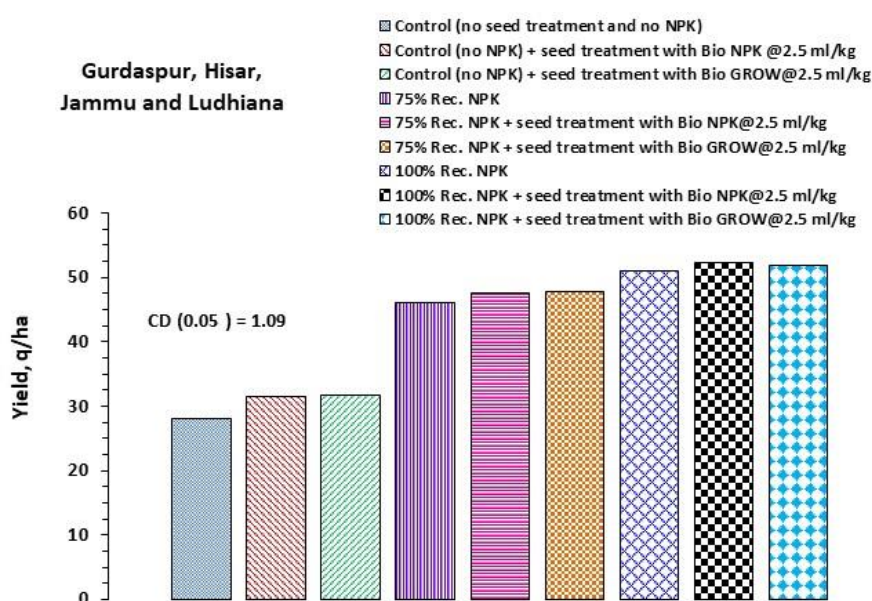 Gurdaspur, Hisar,
Jammu and Ludhiana
Control (no seed treatment and no NPK)
Control (no NPK) + seed treatment with Bio NPK @2.5 ml/kg
Control (no NPK) + seed treatment with Bio GROW@2.5 ml/kg
75% Rec. NPK
75% Rec. NPK + seed treatment with Bio NPK@2.5 ml/kg
75% Rec. NPK + seed treatment with Bio GROW@2.5 ml/kg
100% Rec. NPK
100% Rec. NPK + seed treatment with Bio NPK@2.5 ml/kg
100% Rec. NPK + seed treatment with Bio GROW@2.5 ml/kg
Yield, q/ha
60
50
40
30
20
10
0
CD (0.05 ) = 1.09